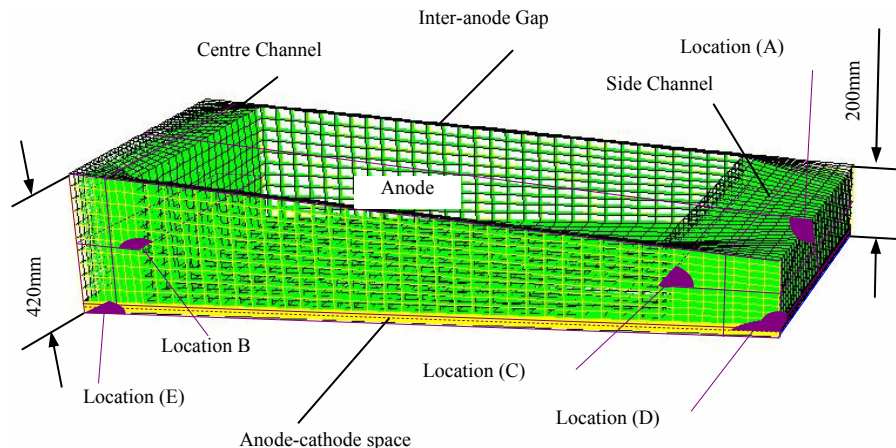 Inter-anode Gap
Centre Channel
Location (A)
Side Channel
200mm
Anode
420mm
Location B
Location (E)
Location (C)
Location (D)
Anode-cathode space